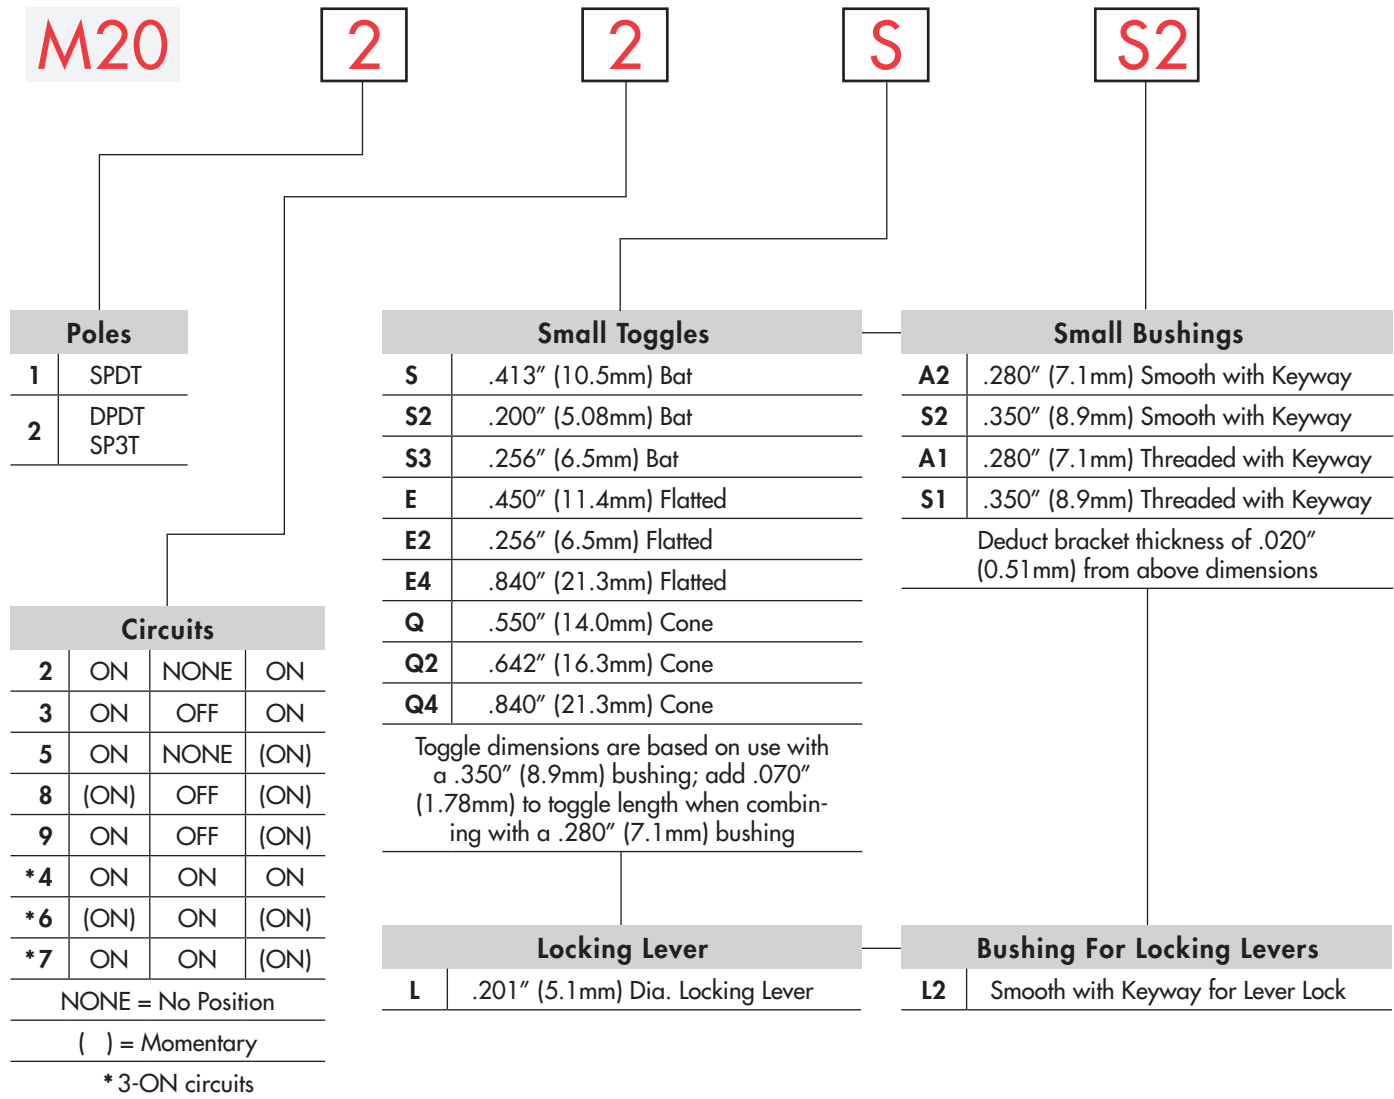 M20 2 2 S S2
Poles
1 SPDT
2 DPDT
SP3T
Circuits
2 ON NONE ON
3 ON OFF ON
5 ON NONE (ON)
8 (ON) OFF (ON)
9 ON OFF (ON)
*4 ON ON ON
*6 (ON) ON (ON)
*7 ON ON (ON)
NONE = No Position
( ) = Momentary
* 3-ON circuits
Small Toggles
S .413" (10.5mm) Bat
S2 .200" (5.08mm) Bat
S3 .256" (6.5mm) Bat
E .450" (11.4mm) Flatted
E2 .256" (6.5mm) Flatted
E4 .840" (21.3mm) Flatted
Q .550" (14.0mm) Cone
Q2 .642" (16.3mm) Cone
Q4 .840" (21.3mm) Cone
Toggle dimensions are based on use with
a .350" (8.9mm) bushing; add .070"
(1.78mm) to toggle length when combin-
ing with a .280" (7.1mm) bushing
Locking Lever
L .201" (5.1mm) Dia. Locking Lever
Small Bushings
A2 .280" (7.1mm) Smooth with Keyway
S2 .350" (8.9mm) Smooth with Keyway
A1 .280" (7.1mm) Threaded with Keyway
S1 .350" (8.9mm) Threaded with Keyway
Deduct bracket thickness of .020"
(0.51mm) from above dimensions
Bushing For Locking Levers
L2 Smooth with Keyway for Lever Lock